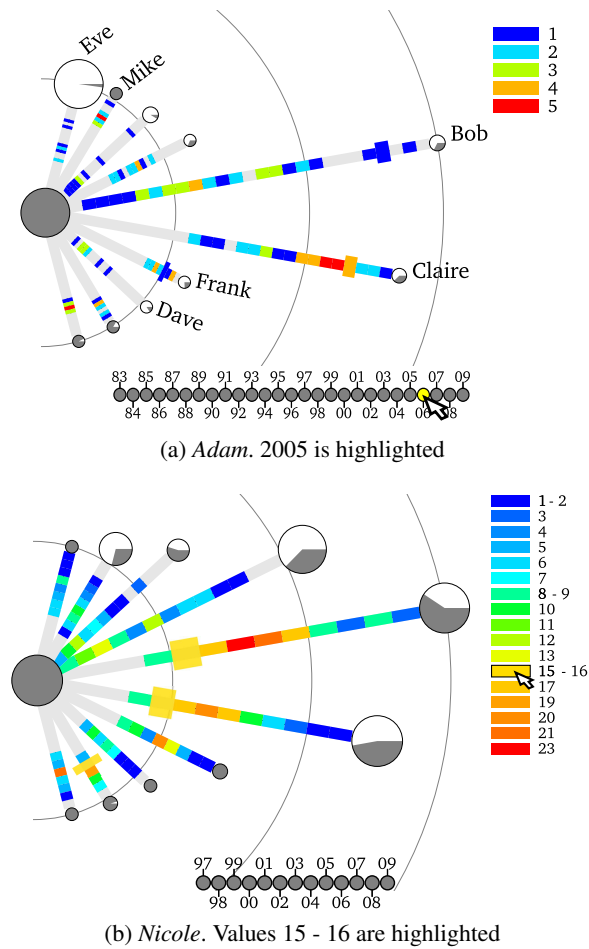 Eve
Mike
1
2
3
4
5
Bob
Claire
Frank
Dave
83 85 87 89 91 93 95 97 99 01 03 05 07 09
84 86 88 90 92 94 96 98 00 02 04 06 08
(a) Adam. 2005 is highlighted
1 - 2
3
4
5
6
7
8 - 9
10
11
12
13
15 - 16
17
19
20
21
23
97 99 01 03 05 07 09
98 00 02 04 06 08
(b) Nicole. Values 15 - 16 are highlighted